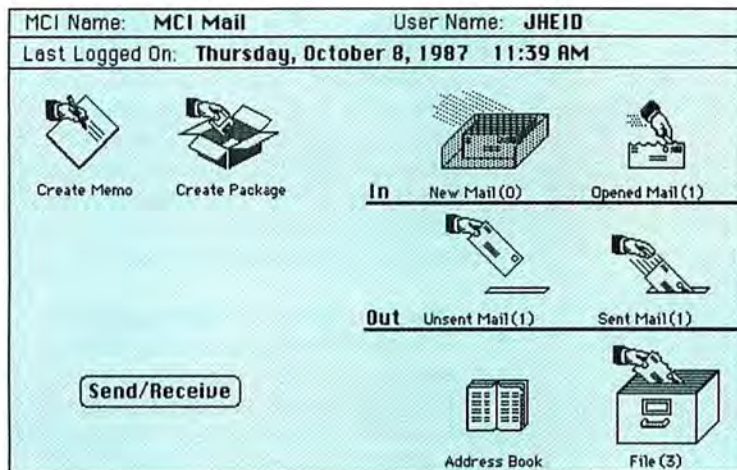 MCI Name: MCI Mail User Name: JHEID
Last Logged On: Thursday, October 8, 1987 11:39 AM
Create Memo Create Package
In New Mail (0) Opened Mail (1)
Out Unsent Mail (1) Sent Mail (1)
Send/Receive
Address Book File (3)